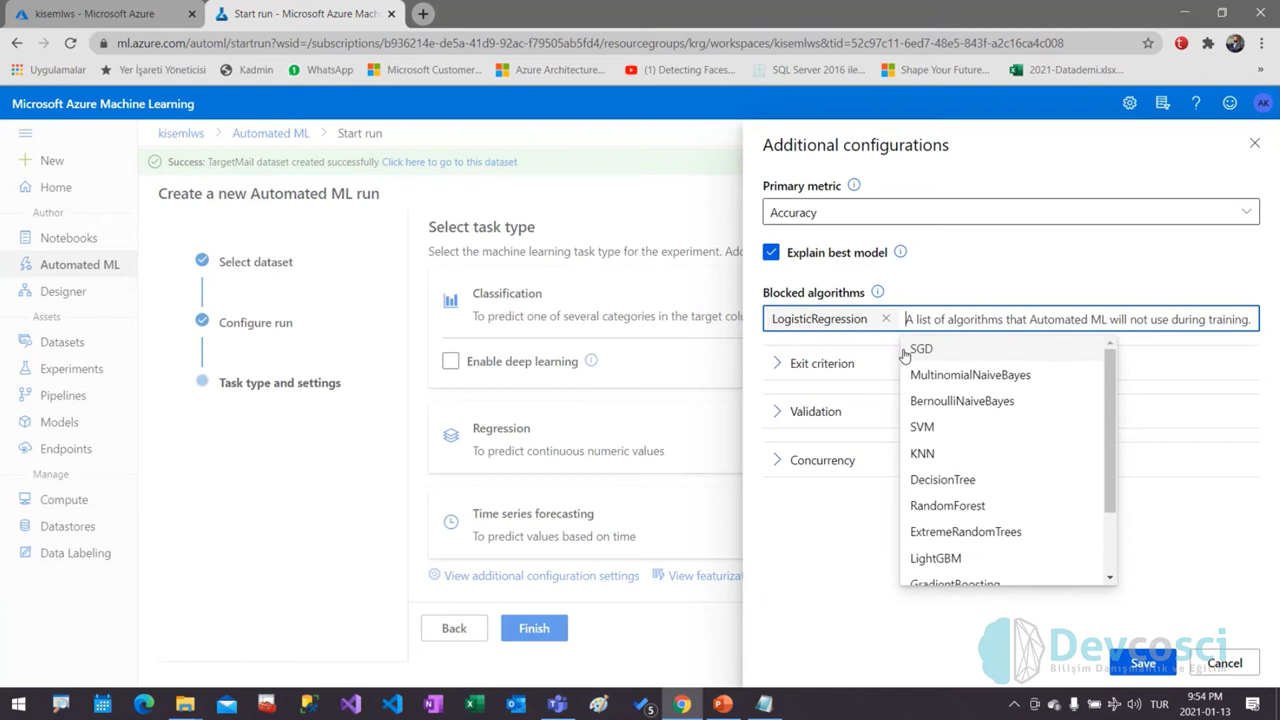 kisemlws - Microsoft Azure
Start run - Microsoft Azure Mach
ml.azure.com/automl/startrun?wsid=/subscriptions/b936214e-de5a-41d9-92ac-f79505ab5fd4/resourcegroups/krg/workspaces/kisemlws&tid=52c97c11-6ed7-48e5-843f-a2c16ca4c008
Uygulamalar
Yer İşareti Yöneticisi
Kadmin
WhatsApp
Microsoft Customer...
Azure Architecture...
(1) Detecting Faces...
SQL Server 2016 ile...
Shape Your Future...
2021-Datademi.xlsx...
»
Microsoft Azure Machine Learning
AK
New
Home
Author
Notebooks
Automated ML
Designer
Assets
Datasets
Experiments
Pipelines
Models
Endpoints
Manage
Compute
Datastores
Data Labeling
kisemlws > Automated ML > Start run
Success: TargetMail dataset created successfully Click here to go to this dataset
Create a new Automated ML run
Select dataset
Configure run
Task type and settings
Select task type
Select the machine learning task type for the experiment. Add
Classification
To predict one of several categories in the target colu
Enable deep learning
Regression
To predict continuous numeric values
Time series forecasting
To predict values based on time
View additional configuration settings
View featurizat
Back
Finish
Additional configurations
Primary metric
Accuracy
Explain best model
Blocked algorithms
LogisticRegression
A list of algorithms that Automated ML will not use during training.
SGD
MultinomialNaiveBayes
BernoulliNaiveBayes
SVM
KNN
DecisionTree
RandomForest
ExtremeRandomTrees
LightGBM
GradientBoosting
Exit criterion
Validation
Concurrency
Devcosci
Bilişim Danışmanlık ve Eğitim
Save
Cancel
5
TUR
9:54 PM
2021-01-13